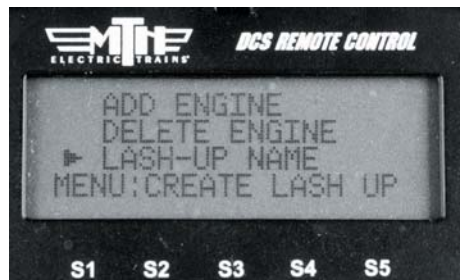 MTH DCS REMOTE CONTROL
ELECTRIC TRAINS
ADD ENGINE
DELETE ENGINE
LASH-UP NAME
MENU:CREATE LASH UP
S1 S2 S3 S4 S5